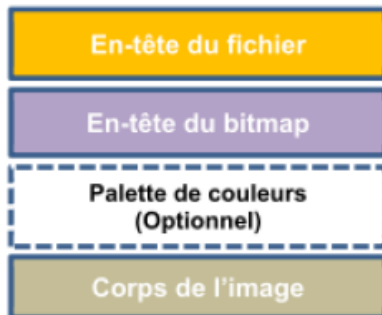 En-tête du fichier
En-tête du bitmap
Palette de couleurs
(Optionnel)
Corps de l'image